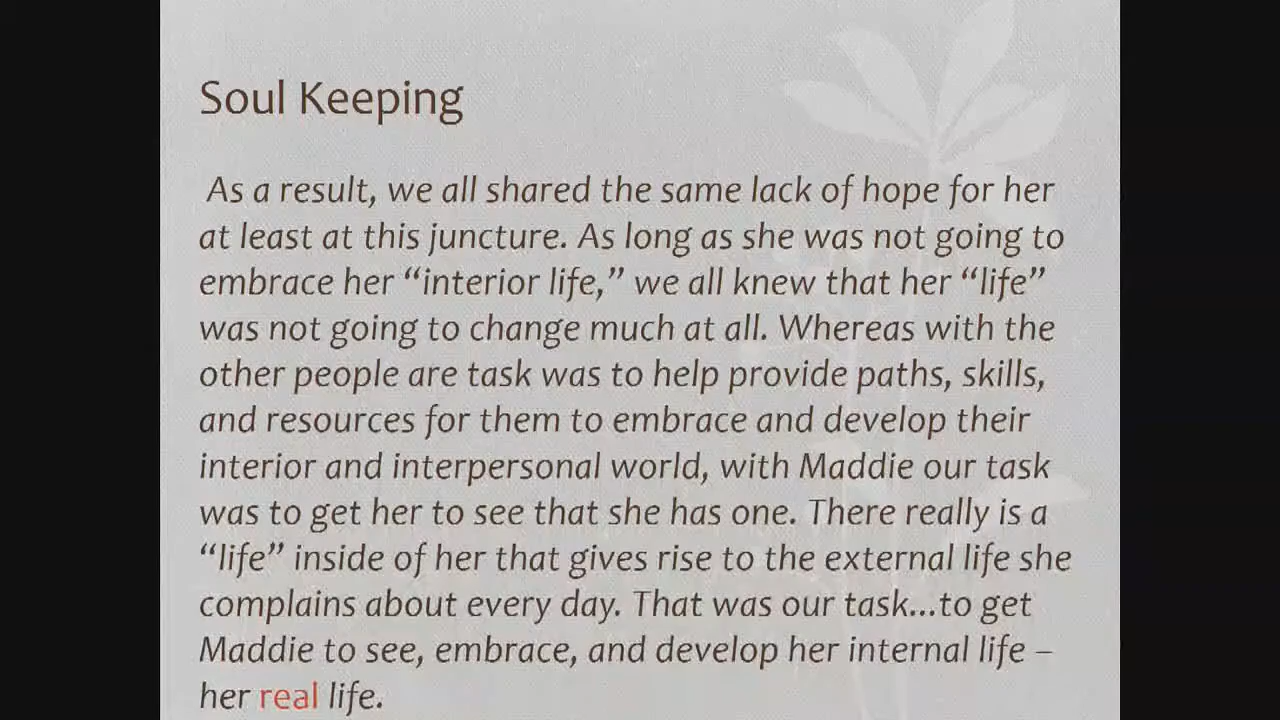 Soul Keeping
As a result, we all shared the same lack of hope for her
at least at this juncture. As long as she was not going to
embrace her “interior life,” we all knew that her “life”
was not going to change much at all. Whereas with the
other people are task was to help provide paths, skills,
and resources for them to embrace and develop their
interior and interpersonal world, with Maddie our task
was to get her to see that she has one. There really is a
“life” inside of her that gives rise to the external life she
complains about every day. That was our task...to get
Maddie to see, embrace, and develop her internal life –
her real life.